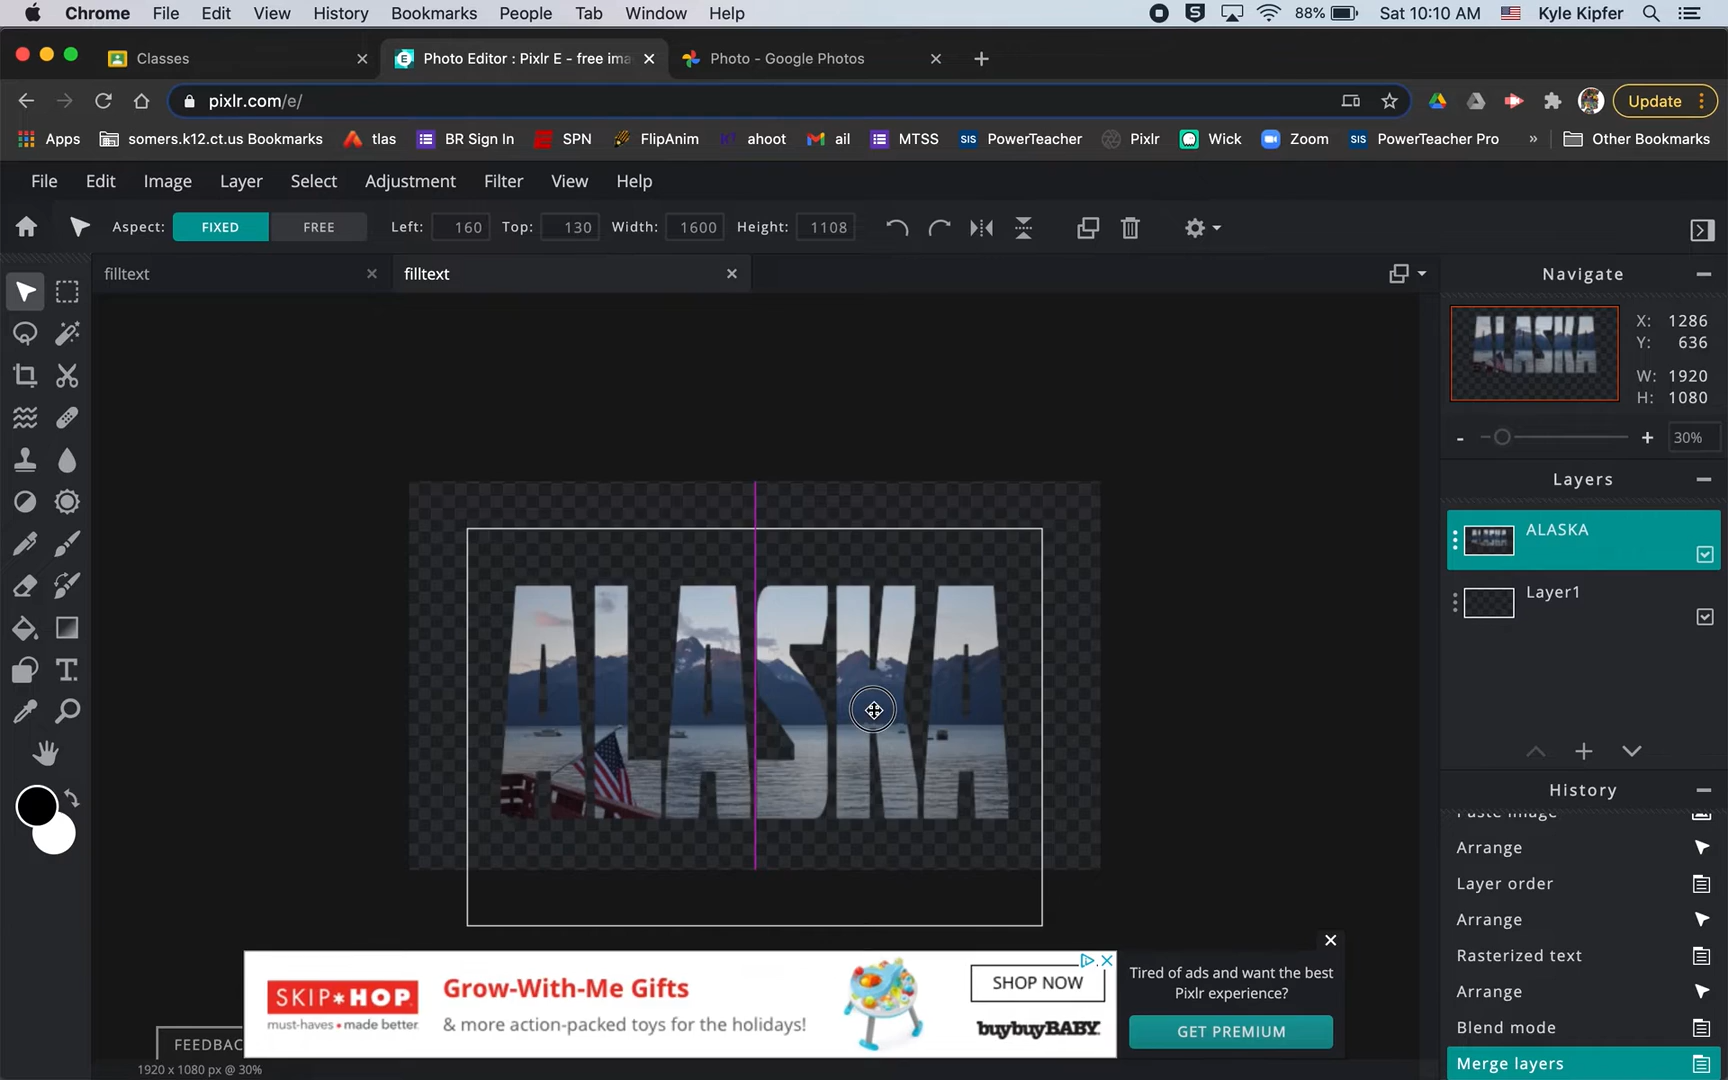 Chrome File Edit View History Bookmarks People Tab Window Help 88% Sat 10:10 AM Kyle Kipfer
Classes Photo Editor : Pixlr E - free ima Photo - Google Photos
pixlr.com/e/ Update
Apps somers.k12.ct.us Bookmarks tlas BR Sign In SPN FlipAnim ahoot ail MTSS SIS PowerTeacher Pixlr Wick Zoom SIS PowerTeacher Pro » Other Bookmarks
File Edit Image Layer Select Adjustment Filter View Help
Aspect: FIXED FREE Left: 160 Top: 130 Width: 1600 Height: 1108
filltext filltext
Navigate
ALASKA
X: 1286
Y: 636
W: 1920
H: 1080
- + 30%
Layers
ALASKA
Layer1
ALASKA
History
Paste image
Arrange
Layer order
Arrange
Rasterized text
Arrange
Blend mode
Merge layers
SKIP*HOP
must-haves • made better
Grow-With-Me Gifts
& more action-packed toys for the holidays!
SHOP NOW
buybuyBABY
Tired of ads and want the best
Pixlr experience?
GET PREMIUM
FEEDBAC
1920 x 1080 px @ 30%